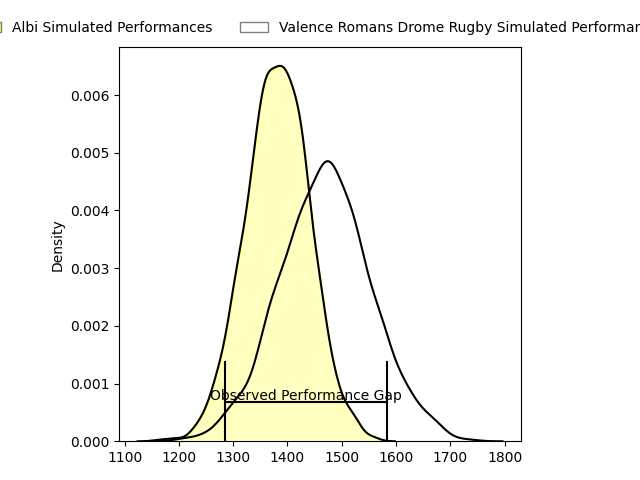 Albi Simulated Performances
Valence Romans Drome Rugby Simulated
Density
0.006
0.005
0.004
0.003
0.002
0.001
0.000
Observed Performance Gap
1100 1200 1300 1400 1500 1600 1700 1800